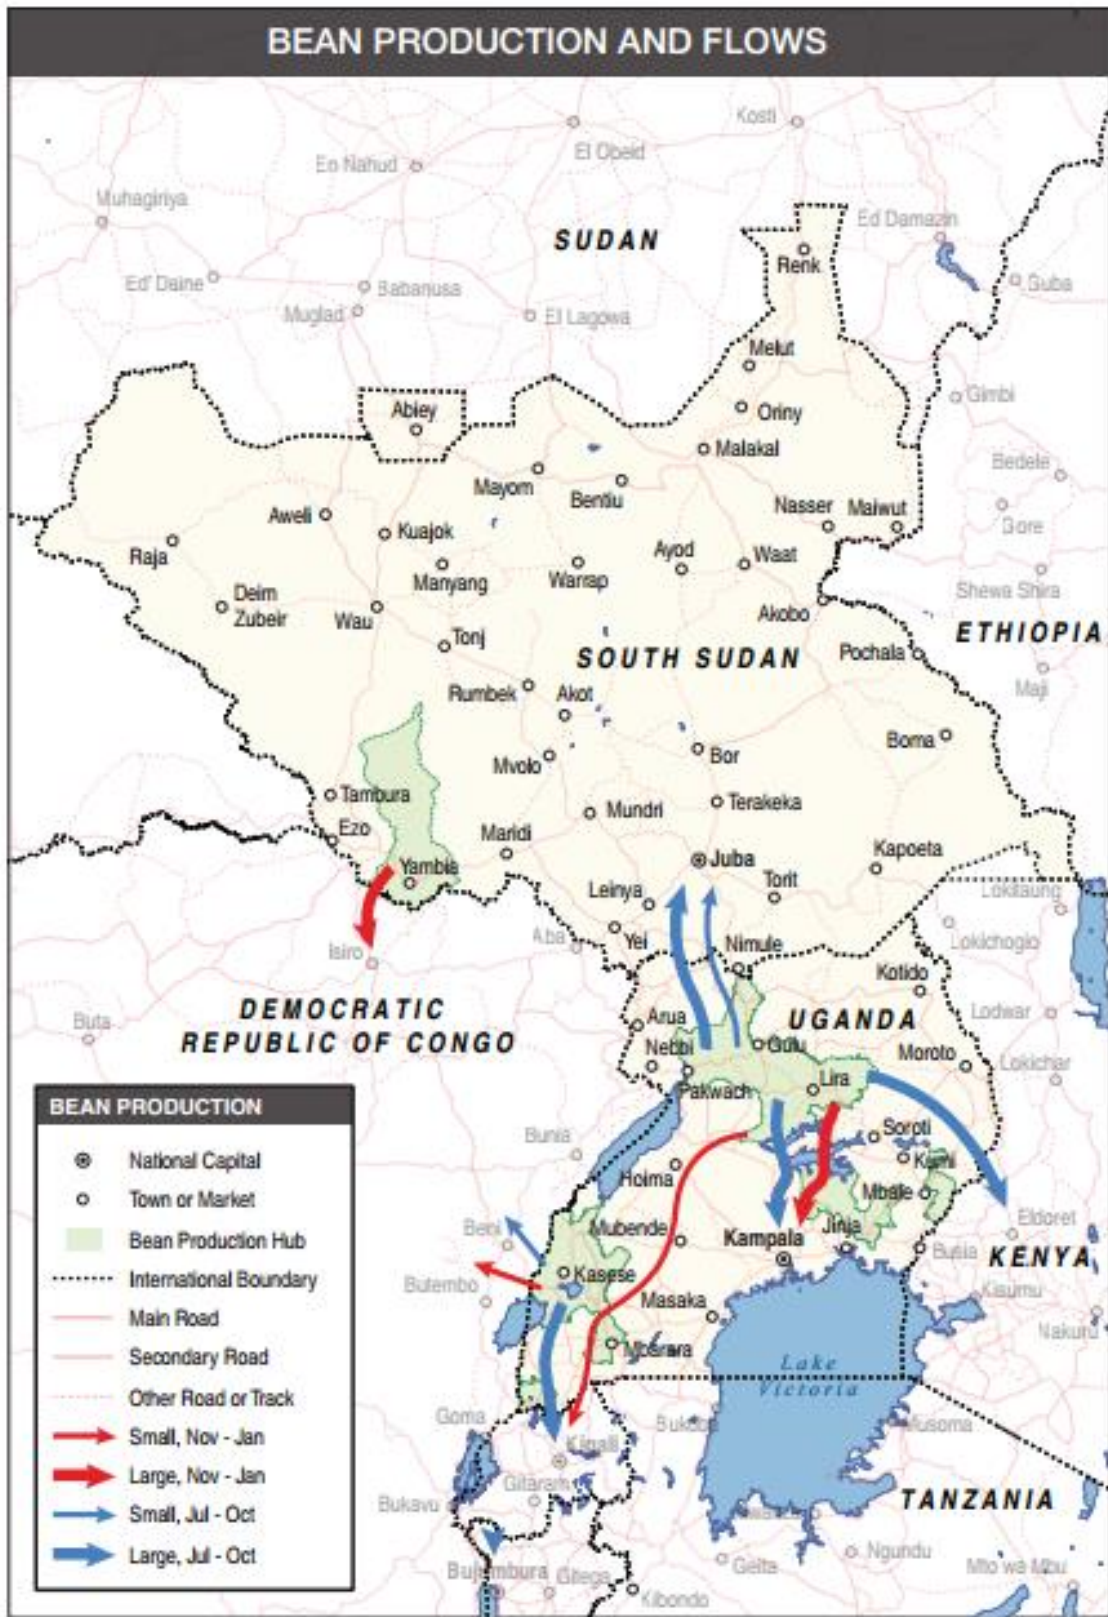 BEAN PRODUCTION AND FLOWS
Kosti
El Obeid
En Nahud
Muhagiriya
Ed Damazin
SUDAN
Renk
Ed' Daine
Babanusa
Guba
Muglad
El Lagowa
Melut
Gimbi
Abiey
Oriny
Malakal
Bedele
Mayom
Bentiu
Nasser
Maiwut
Aweli
Gore
Kuajok
Raja
Ayod
Waat
Manyang
Warrap
Shewa Shira
Deim
Zubeir
Wau
Akobo
ETHIOPIA
Tonj
SOUTH SUDAN
Pochala
Maji
Rumbek
Akot
Boma
Bor
Mvolo
Tambura
Terakeka
Mundri
Ezo
Maridi
Kapoeta
Juba
Yambia
Torit
Leinya
Lokitaung
Yei
Aba
Lokichogio
Isiro
Nimule
Kotido
DEMOCRATIC
REPUBLIC OF CONGO
Arua
UGANDA
Lodwar
Buta
Nebbi
Gulu
Moroto
Lokichar
Pakwach
Lira
BEAN PRODUCTION
Soroti
Bunia
National Capital
Kumi
Hoima
Town or Market
Mbale
Beni
Mubende
Kampala
Jinja
Eldoret
Bean Production Hub
Busia
KENYA
Kasese
International Boundary
Butembo
Kisumu
Masaka
Main Road
Nakuru
Mbarara
Secondary Road
Lake
Victoria
Other Road or Track
Goma
Bukoba
Musoma
Small, Nov - Jan
Kigali
Large, Nov - Jan
Gitaram
Bukavu
TANZANIA
Small, Jul - Oct
Large, Jul - Oct
Ngundu
Geita
Mto wa Mbu
Bujumbura
Gitega
Kibondo